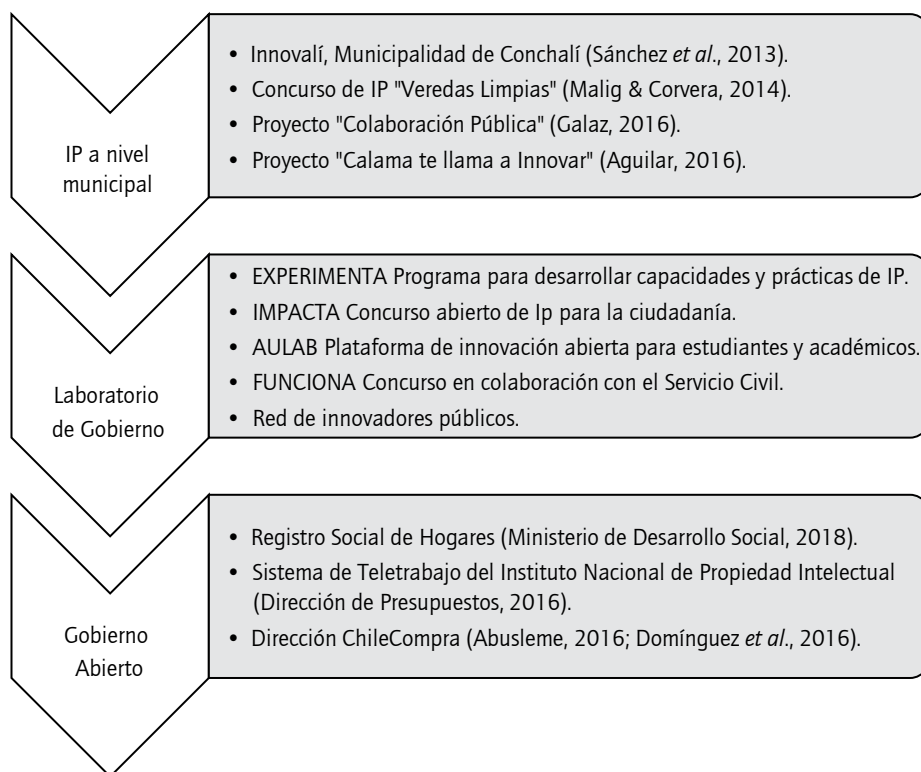 IP a nivel
municipal
• Innovalí, Municipalidad de Conchalí (Sánchez et al., 2013).
• Concurso de IP "Veredas Limpias" (Malig & Corvera, 2014).
• Proyecto "Colaboración Pública" (Galaz, 2016).
• Proyecto "Calama te llama a Innovar" (Aguilar, 2016).
Laboratorio
de Gobierno
• EXPERIMENTA Programa para desarrollar capacidades y prácticas de IP.
• IMPACTA Concurso abierto de Ip para la ciudadanía.
• AULAB Plataforma de innovación abierta para estudiantes y académicos.
• FUNCIONA Concurso en colaboración con el Servicio Civil.
• Red de innovadores públicos.
Gobierno
Abierto
• Registro Social de Hogares (Ministerio de Desarrollo Social, 2018).
• Sistema de Teletrabajo del Instituto Nacional de Propiedad Intelectual
(Dirección de Presupuestos, 2016).
• Dirección ChileCompra (Abusleme, 2016; Domínguez et al., 2016).